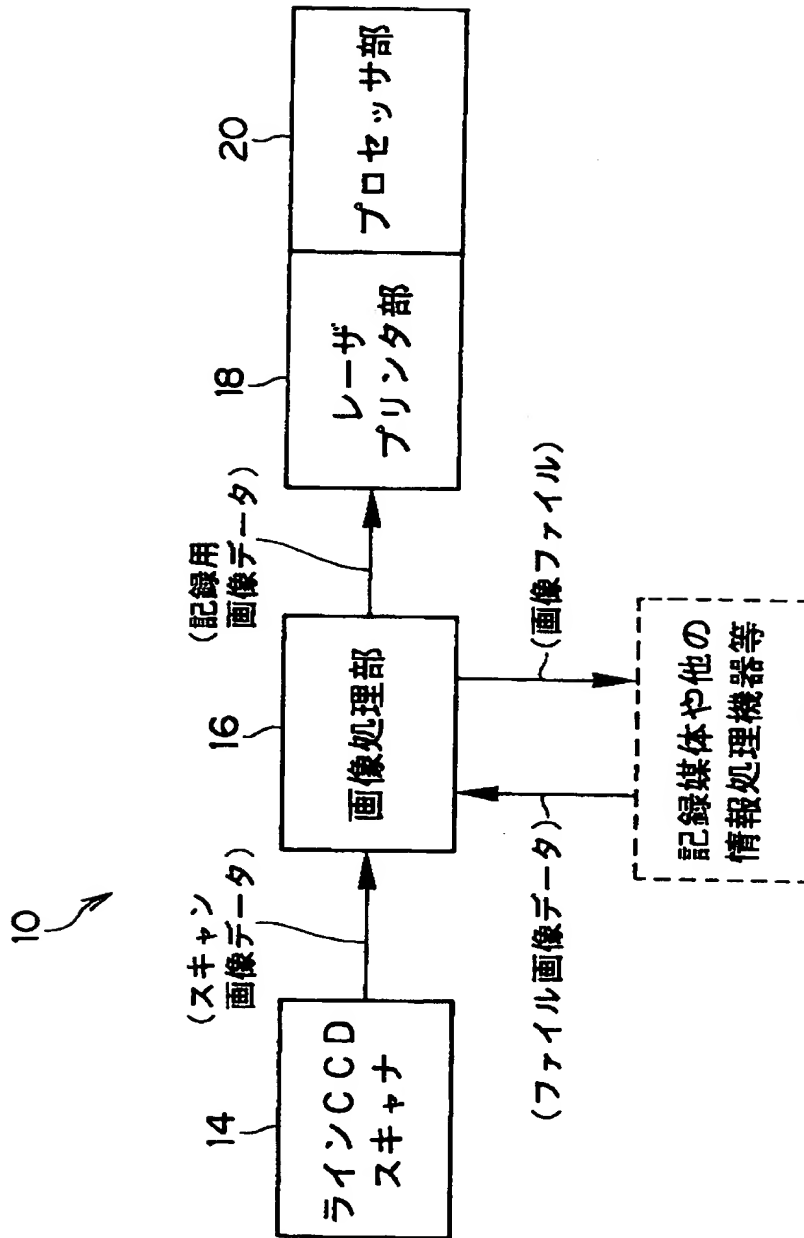 10
14
ラインCCD
スキャナ
(スキャン
画像データ)
16
画像処理部
(記録用
画像データ)
18
レーザ
プリンタ部
20
プロセッサ部
(ファイル画像データ)
(画像ファイル)
記録媒体や他の
情報処理機器等